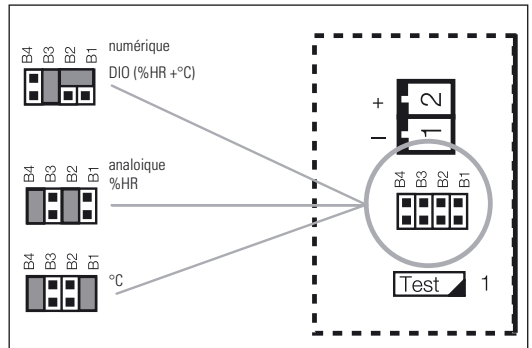 B4 B3 B2 B1
numérique
DIO (%HR +°C)
B4 B3 B2 B1
analoique
%HR
B4 B3 B2 B1
°C
+ 2
– 1
B4 B3 B2 B1
Test 1